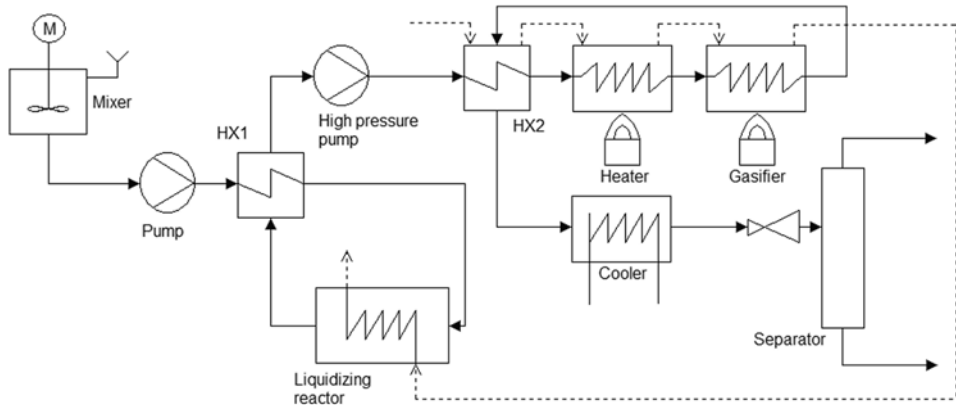 M
Mixer
HX1
High pressure
pump
HX2
Heater
Gasifier
Pump
Cooler
Liquidizing
reactor
Separator